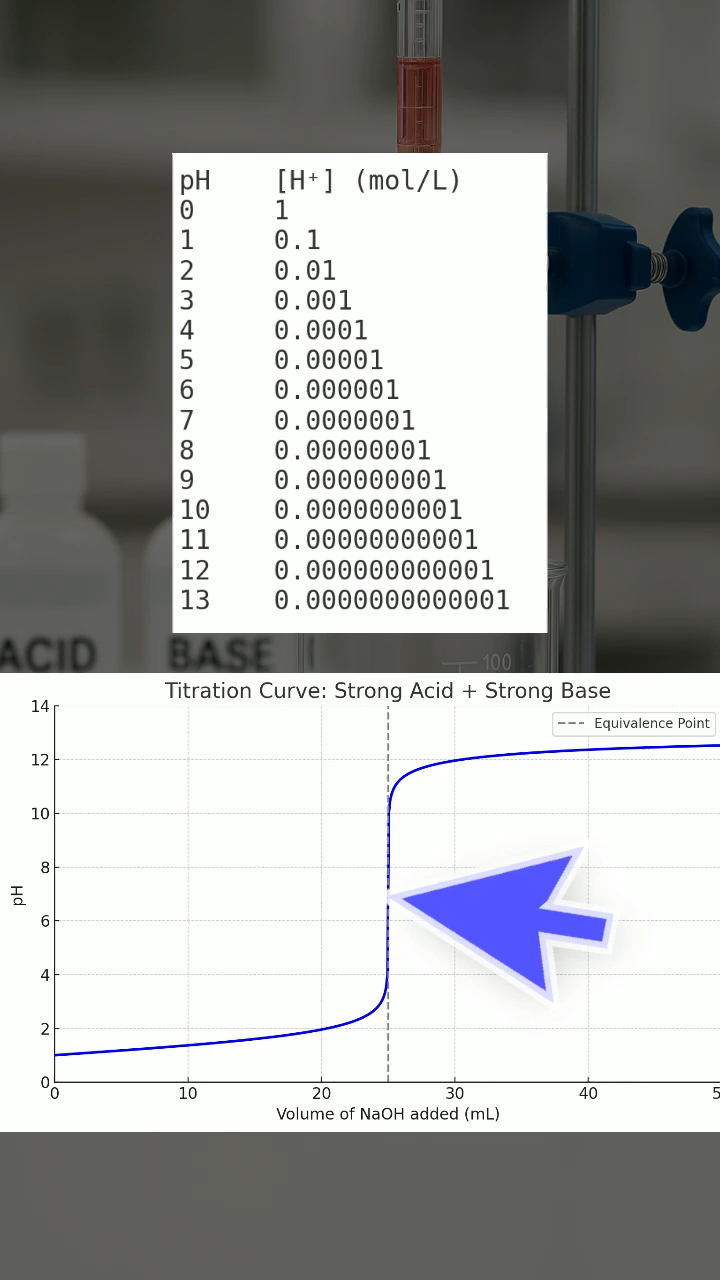 pH [H⁺] (mol/L)
0 1
1 0.1
2 0.01
3 0.001
4 0.0001
5 0.00001
6 0.000001
7 0.0000001
8 0.00000001
9 0.000000001
10 0.0000000001
11 0.00000000001
12 0.000000000001
13 0.0000000000001
ACID
BASE
100
Titration Curve: Strong Acid + Strong Base
Equivalence Point
14
12
10
8
6
4
2
0
pH
0 10 20 30 40 5
Volume of NaOH added (mL)